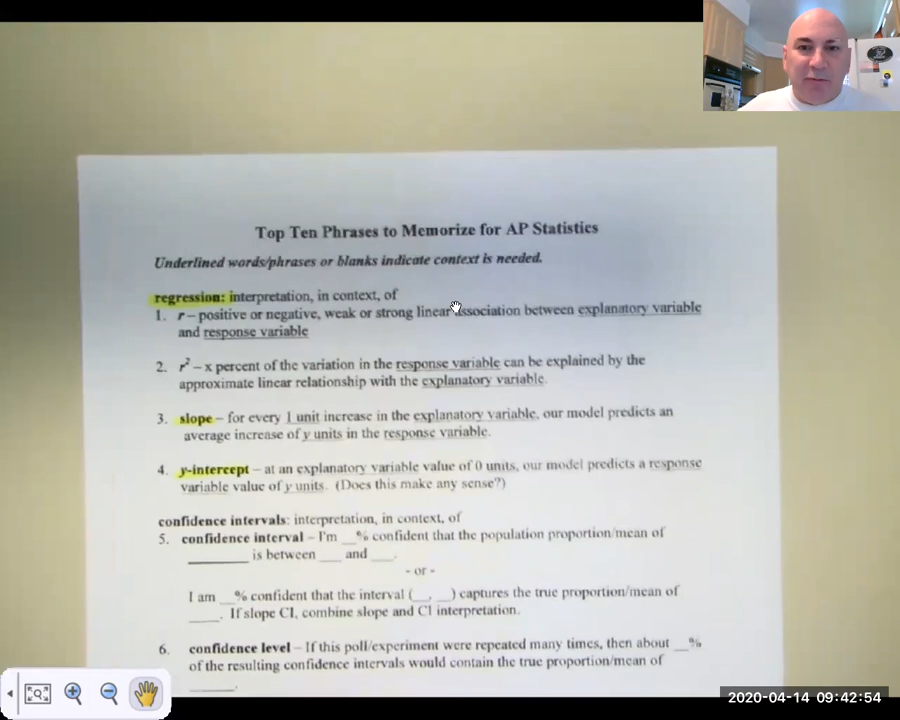 Top Ten Phrases to Memorize for AP Statistics
Underlined words/phrases or blanks indicate context is needed.
regression: interpretation, in context, of
1. r – positive or negative, weak or strong linear association between explanatory variable
and response variable
2. r² – x percent of the variation in the response variable can be explained by the
approximate linear relationship with the explanatory variable.
3. slope – for every 1 unit increase in the explanatory variable, our model predicts an
average increase of y units in the response variable.
4. y-intercept – at an explanatory variable value of 0 units, our model predicts a response
variable value of y units. (Does this make any sense?)
confidence intervals: interpretation, in context, of
5. confidence interval – I'm __% confident that the population proportion/mean of
________ is between ___ and ___.
- or -
I am __% confident that the interval (__, __) captures the true proportion/mean of
____. If slope CI, combine slope and CI interpretation.
6. confidence level – If this poll/experiment were repeated many times, then about __%
of the resulting confidence intervals would contain the true proportion/mean of
______.
2020-04-14 09:42:54